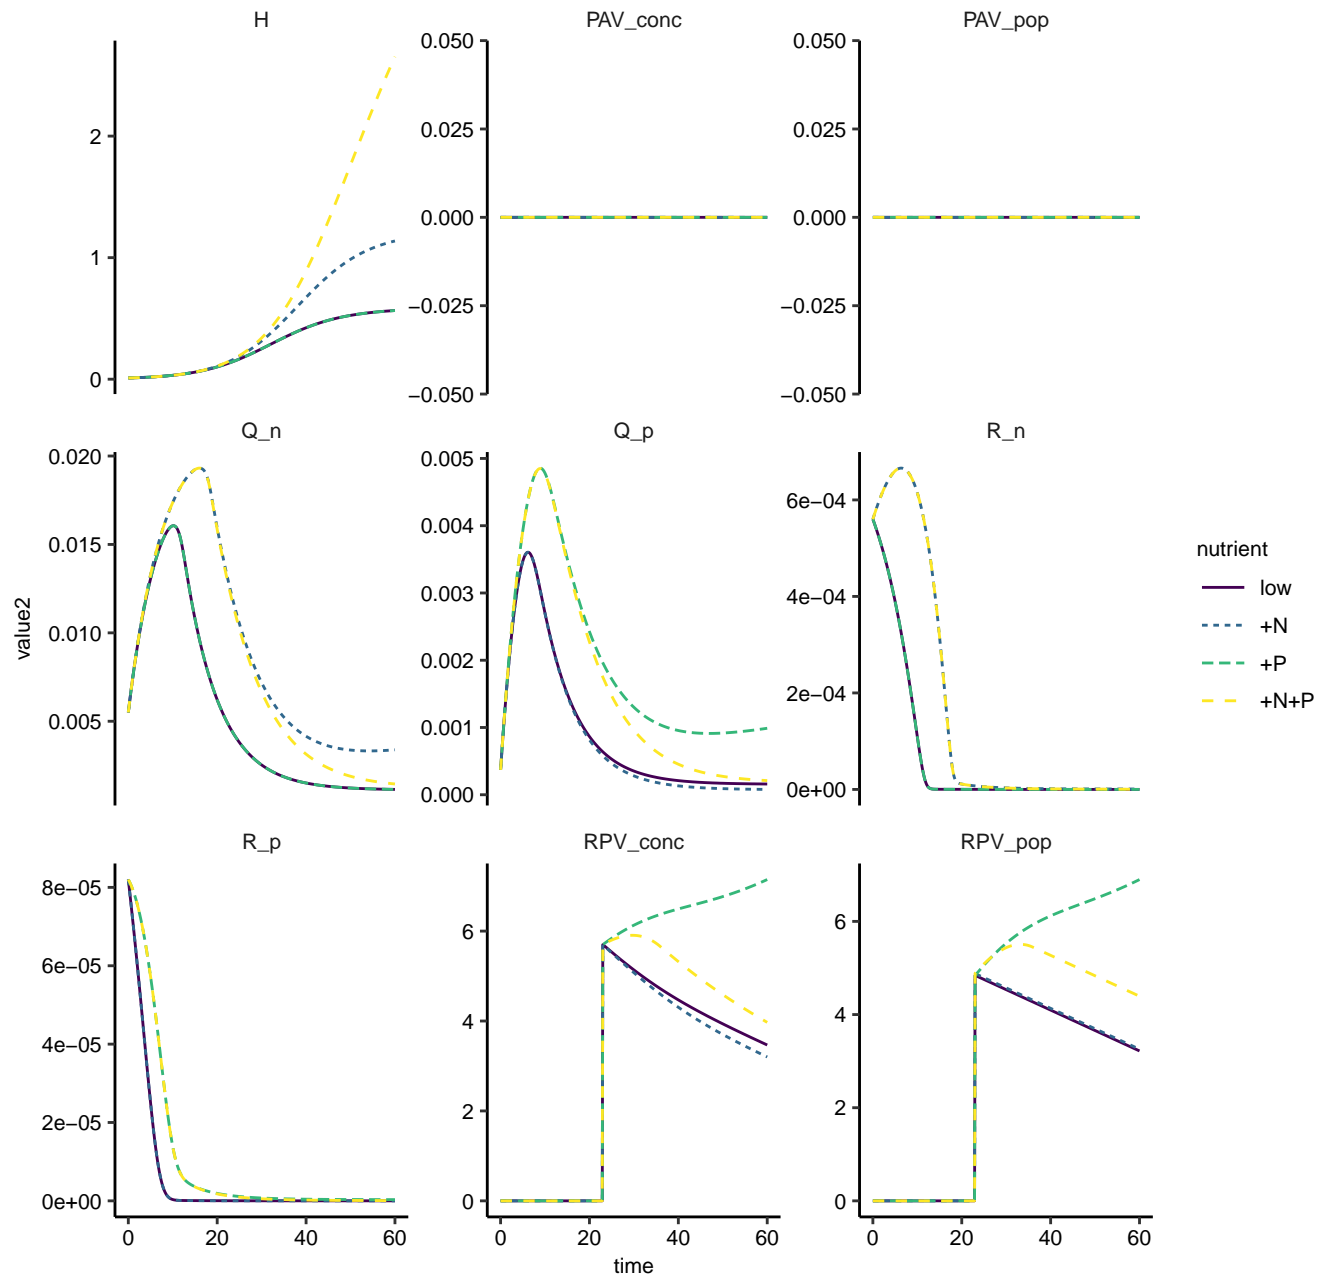 H
PAV_conc
PAV_pop
2
1
0
0.050
0.025
0.000
−0.025
−0.050
0.050
0.025
0.000
−0.025
−0.050
Q_n
Q_p
R_n
0.020
0.015
0.010
0.005
0.005
0.004
0.003
0.002
0.001
0.000
6e−04
4e−04
2e−04
0e+00
R_p
RPV_conc
RPV_pop
8e−05
6e−05
4e−05
2e−05
0e+00
6
4
2
0
6
4
2
0
0 20 40 60
0 20 40 60
0 20 40 60
time
value2
nutrient
low
+N
+P
+N+P